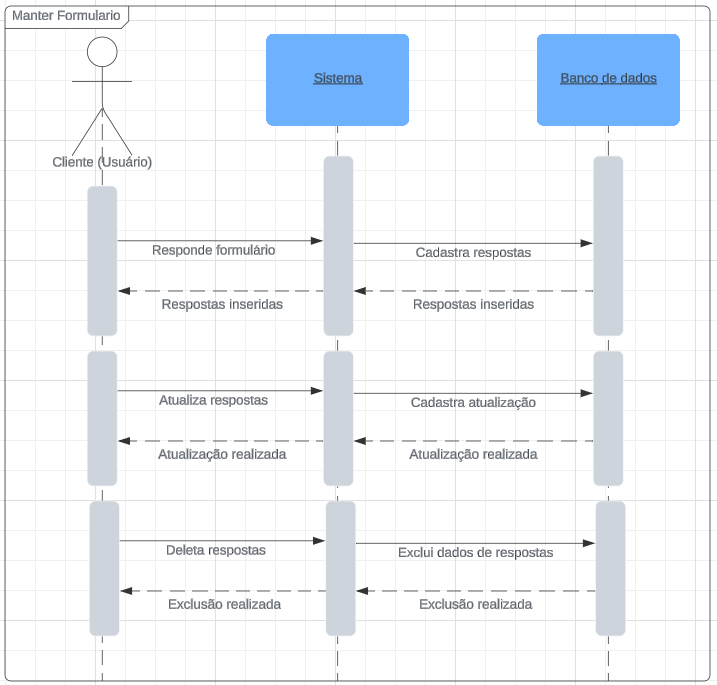 Manter Formulario
Sistema
Banco de dados
Cliente (Usuário)
Responde formulário
Cadastra respostas
Respostas inseridas
Respostas inseridas
Atualiza respostas
Cadastra atualização
Atualização realizada
Atualização realizada
Deleta respostas
Exclui dados de respostas
Exclusão realizada
Exclusão realizada